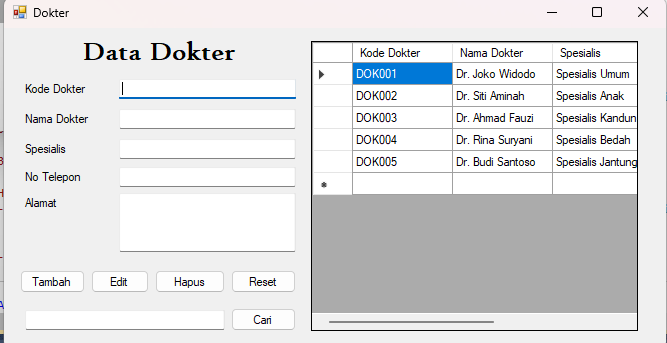 Dokter
Data Dokter
Kode Dokter
Nama Dokter
Spesialis
No Telepon
Alamat
Tambah Edit Hapus Reset
Cari
Kode Dokter Nama Dokter Spesialis
DOK001 Dr. Joko Widodo Spesialis Umum
DOK002 Dr. Siti Aminah Spesialis Anak
DOK003 Dr. Ahmad Fauzi Spesialis Kandun
DOK004 Dr. Rina Suryani Spesialis Bedah
DOK005 Dr. Budi Santoso Spesialis Jantung